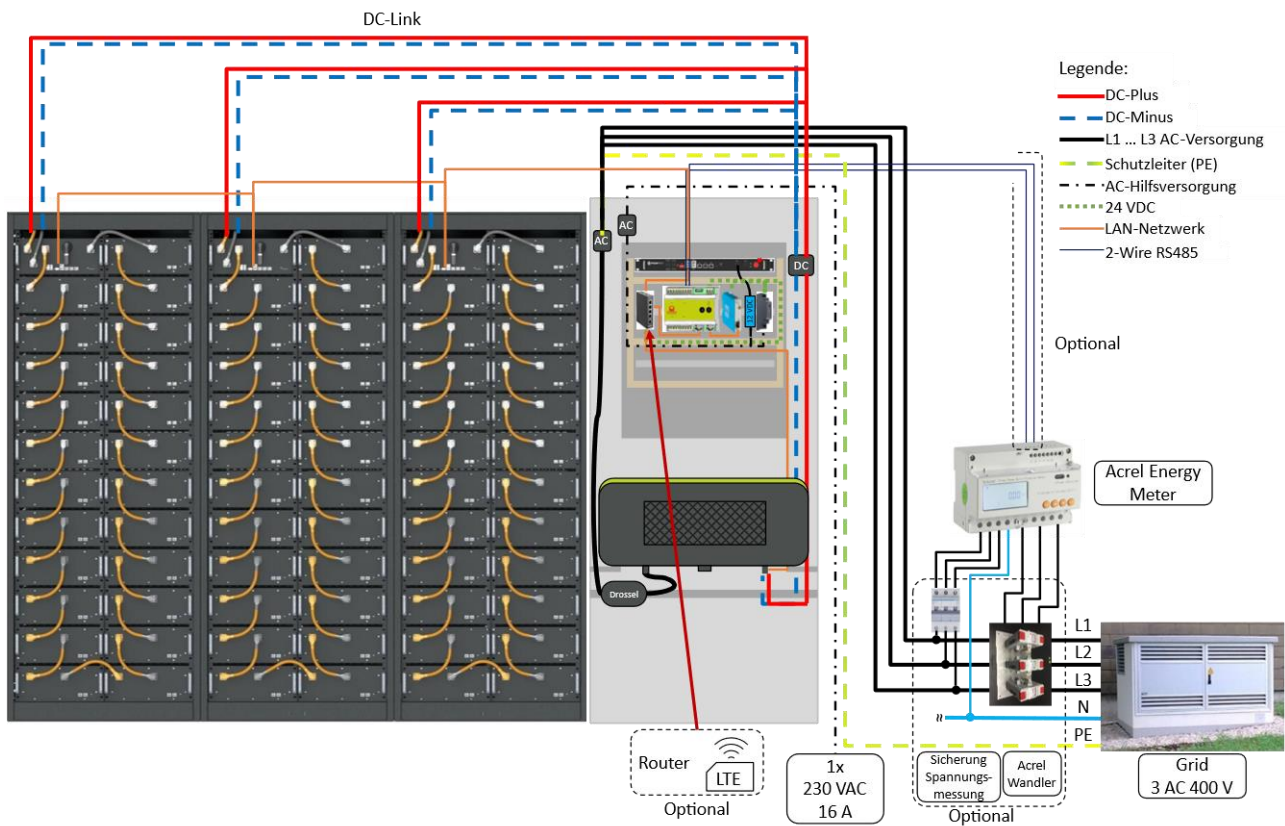 DC-Link
Legende:
DC-Plus
DC-Minus
L1 ... L3 AC-Versorgung
Schutzleiter (PE)
AC-Hilfsversorgung
24 VDC
LAN-Netzwerk
2-Wire RS485
AC
AC
DC
Optional
Acrel Energy
Meter
Drossel
L1
L2
L3
N
PE
Router
LTE
Optional
1x
230 VAC
16 A
Sicherung
Spannungs-
messung
Acrel
Wandler
Optional
Grid
3 AC 400 V